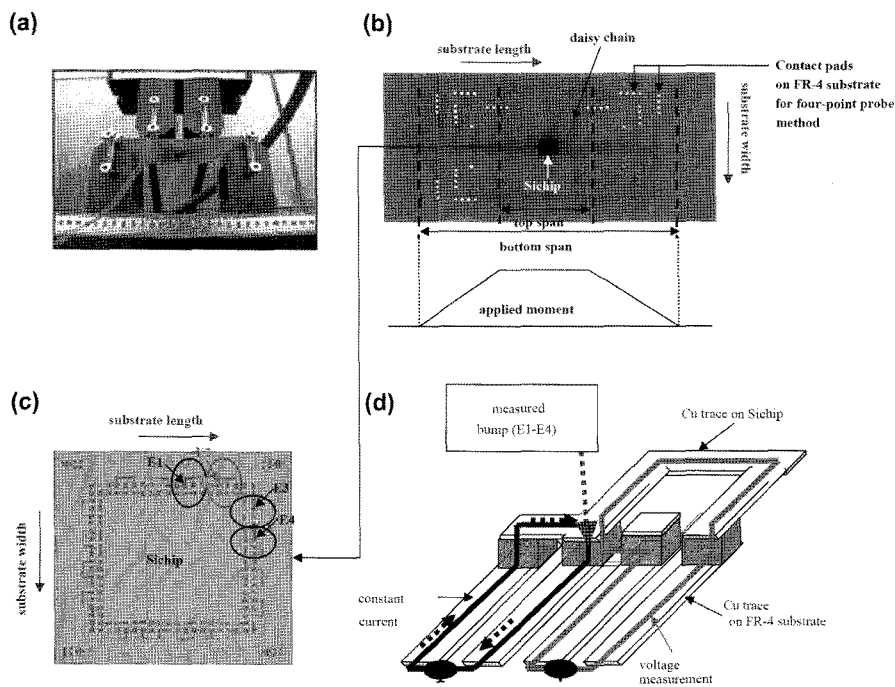 (a)
(b)
substrate length
daisy chain
Contact pads
on FR-4 substrate
for four-point probe
method
substrate width
Sichip
top span
bottom span
applied moment
(c)
substrate length
E1
E3
E4
substrate width
Sichip
(d)
measured
bump (E1-E4)
Cu trace on Sichip
constant
current
Cu trace
on FR-4 substrate
voltage
measurement